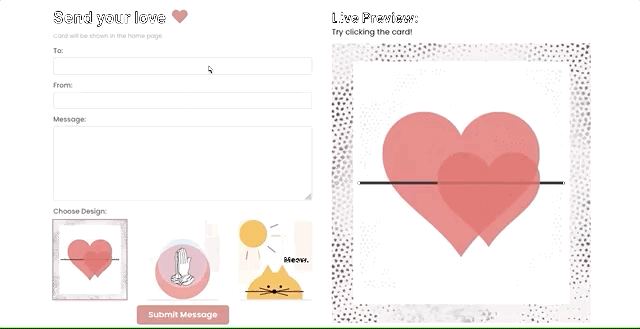 Send your love
Card will be shown in the home page
To:
From:
Message:
Choose Design:
Meow.
Submit Message
Live Preview:
Try clicking the card!